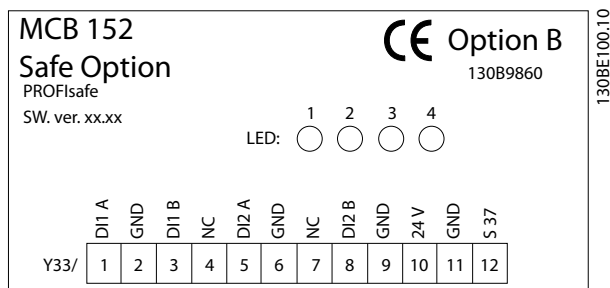 MCB 152
Safe Option
PROFIsafe
SW. ver. xx.xx
CE Option B
130B9860
130BE100.10
1 2 3 4
LED:
DI1 A GND DI1 B NC DI2 A GND NC DI2 B GND 24 V GND S 37
Y33/ 1 2 3 4 5 6 7 8 9 10 11 12